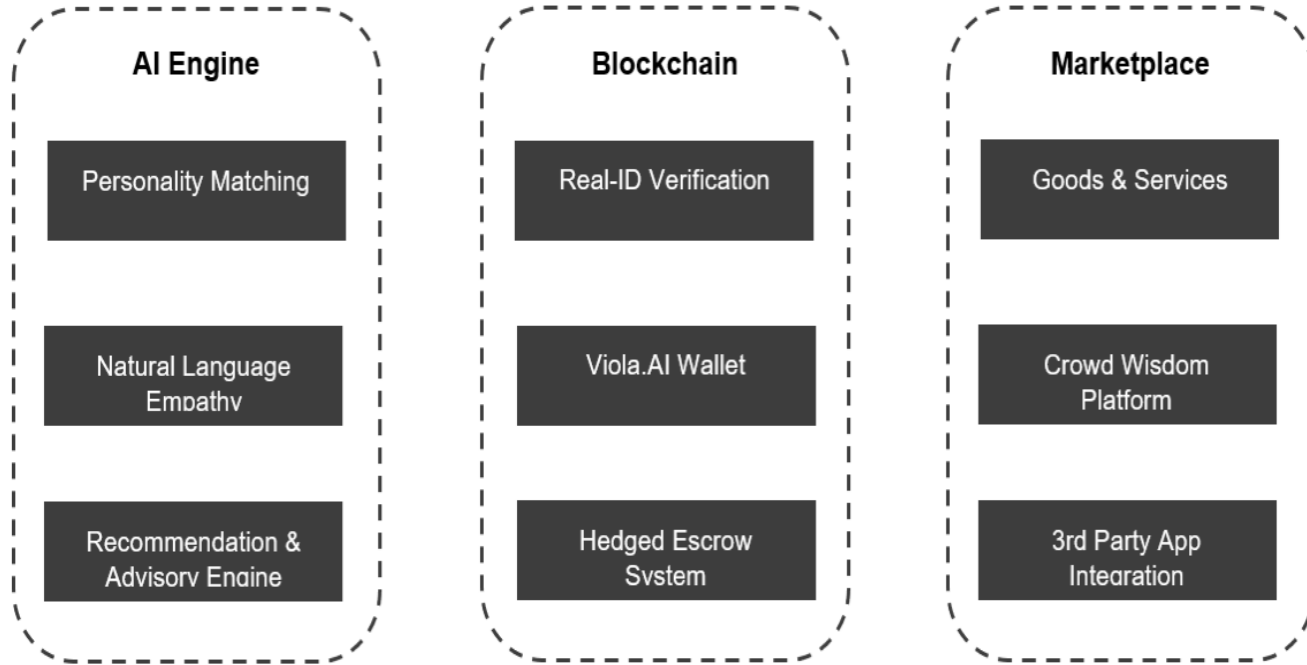 AI Engine
Personality Matching
Natural Language
Empathy
Recommendation &
Advisory Engine
Blockchain
Real-ID Verification
Viola.AI Wallet
Hedged Escrow
System
Marketplace
Goods & Services
Crowd Wisdom
Platform
3rd Party App
Integration